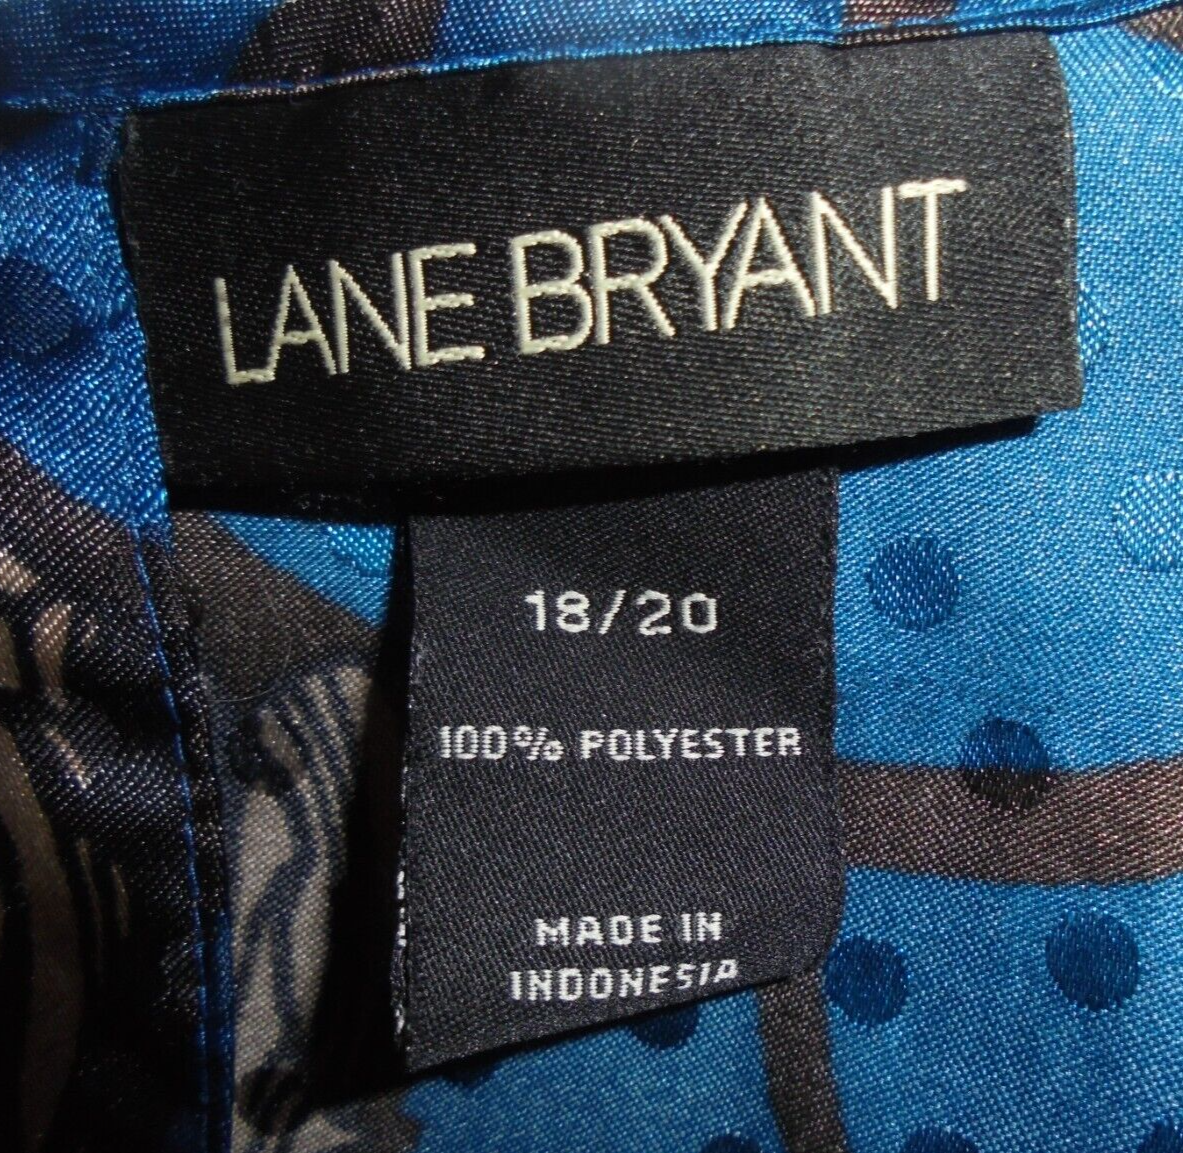 LANE BRYANT
18/20
100% POLYESTER
MADE IN
INDONESIA